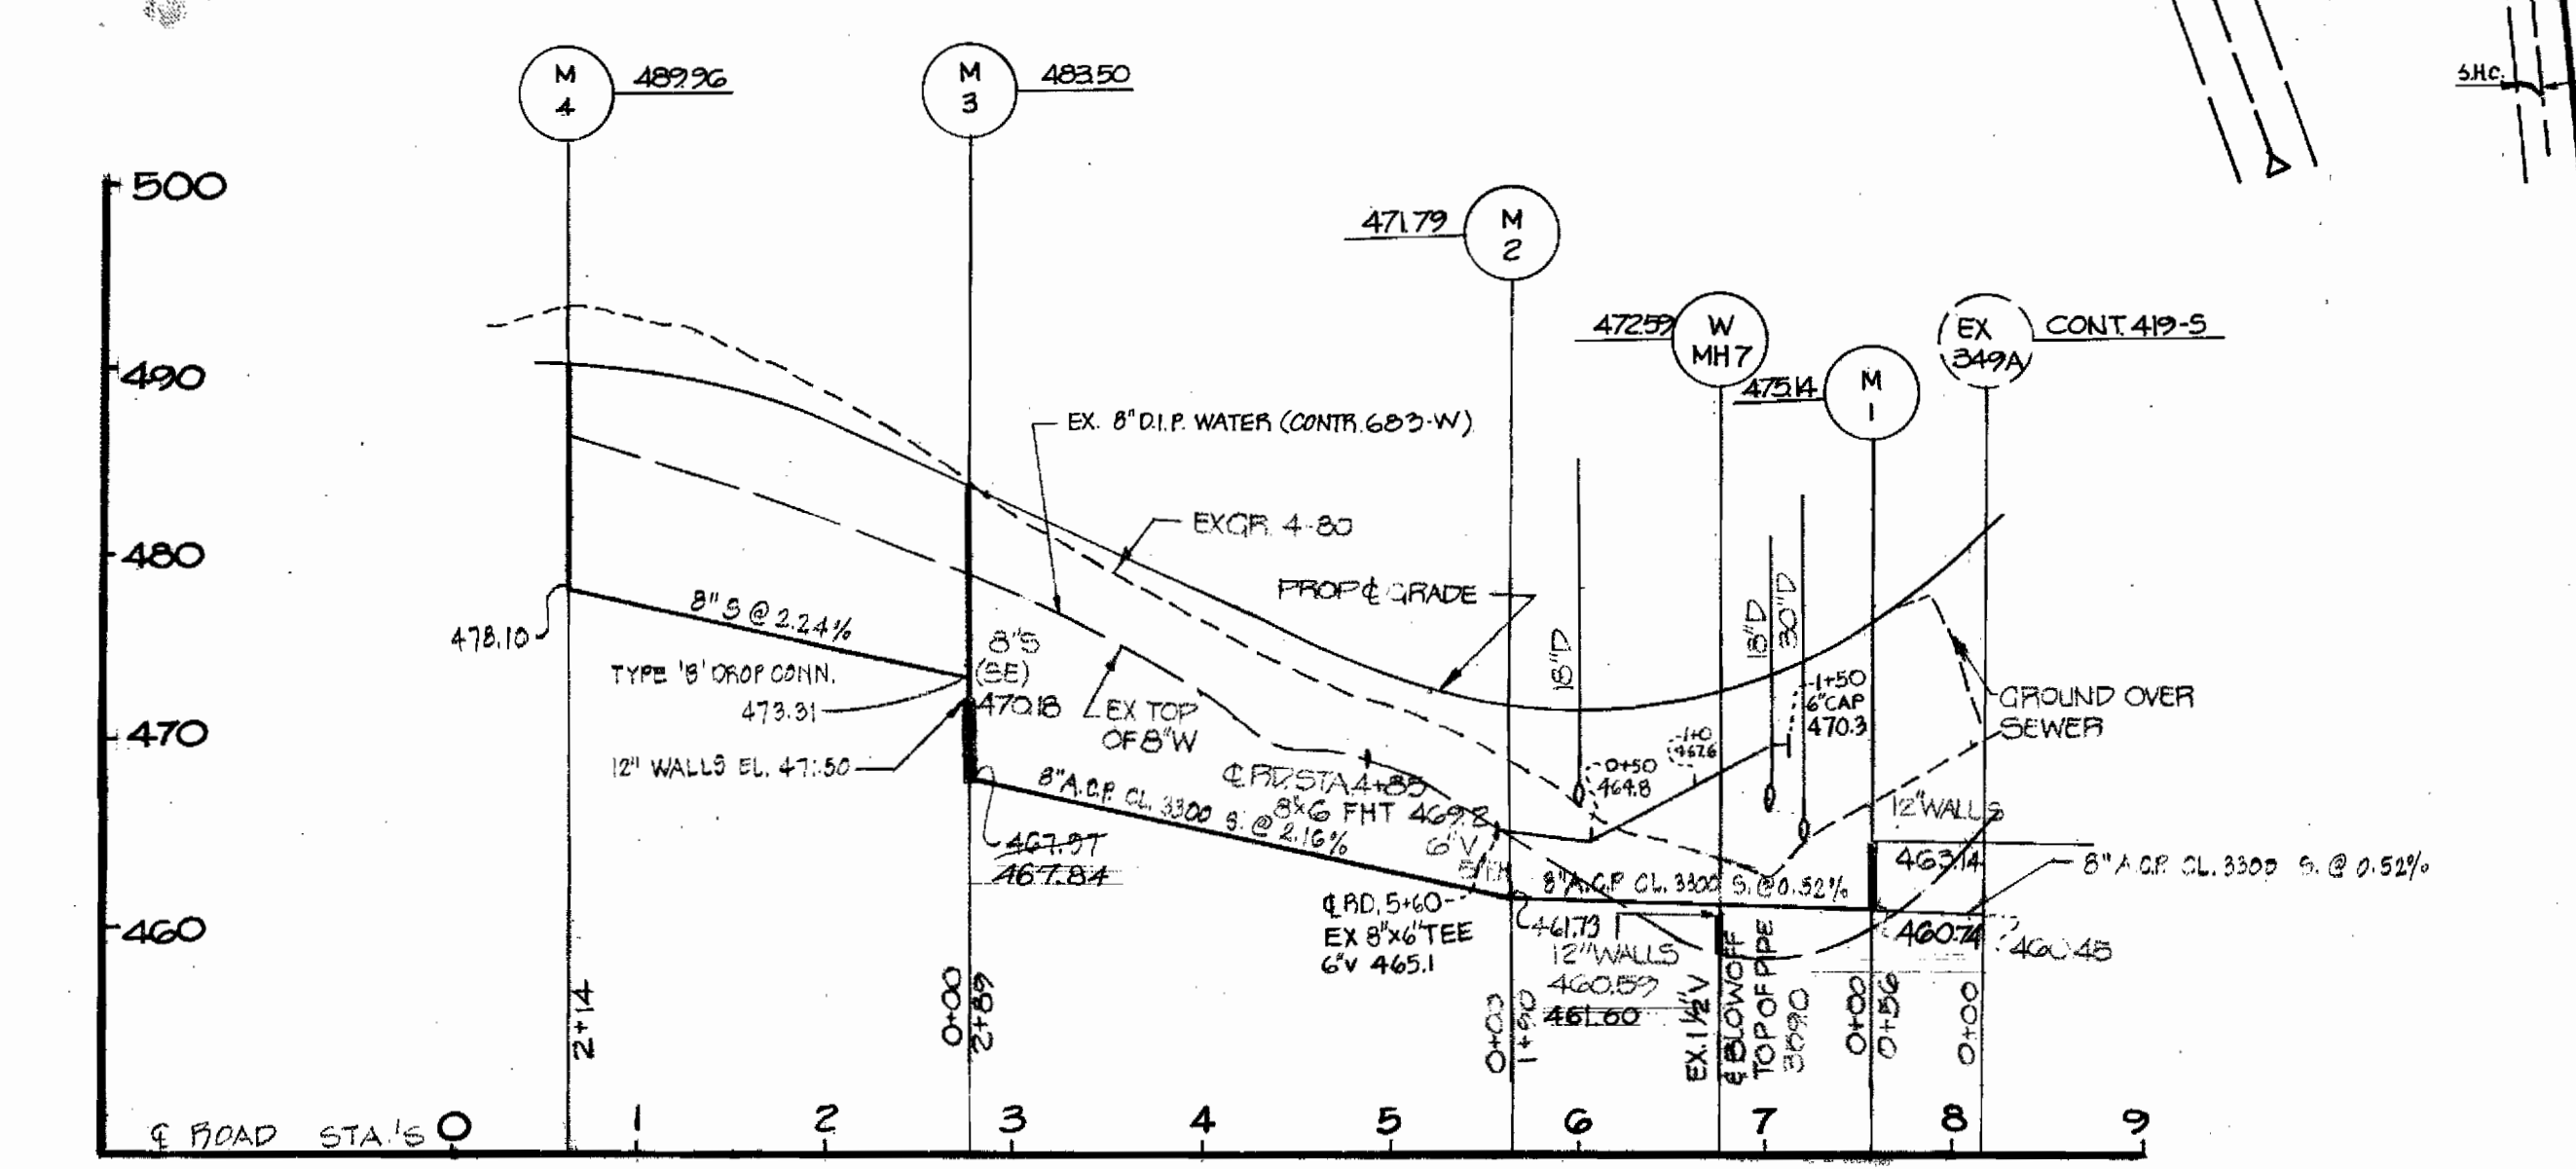 M
4
489.96
M
3
483.50
S.H.C.
500
471.79
M
2
472.59
W
MH7
EX
349A
CONT. 419-S
475.14
M
1
490
EX. 8" D.I.P. WATER (CONTR. 683-W)
EX.GR. 4-80
480
PROP ℄ GRADE
18"D
18"D
30"D
8" S @ 2.24%
478.10
8"S
(SE)
470.18
TYPE 'B' DROP CONN.
473.31
12" WALLS EL. 471.50
EX TOP
OF 8"W
-1+50
6"CAP
470.3
-1+0
467.6
-0+50
464.8
GROUND OVER
SEWER
470
℄ RD. STA. 4+85
8"x6 FHT 469.8
6"V
8" A.C.P. CL. 3300 S. @ 2.16%
467.84
12" WALLS
463.14
8" A.C.P. CL. 3300 S. @ 0.52%
8" A.C.P. CL. 3300 S. @ 0.52%
460
℄ RD. 5+60
EX 8"x6" TEE
6"V 465.1
461.73
12" WALLS
460.59
461.60
460.74
460.45
2+14
0+00
2+89
0+00
1+90
EX. 1 1/2"V
℄ BLOWOFF
TOP OF PIPE
0+00
0+56
0+00
℄ ROAD STA.'S 0 1 2 3 4 5 6 7 8 9